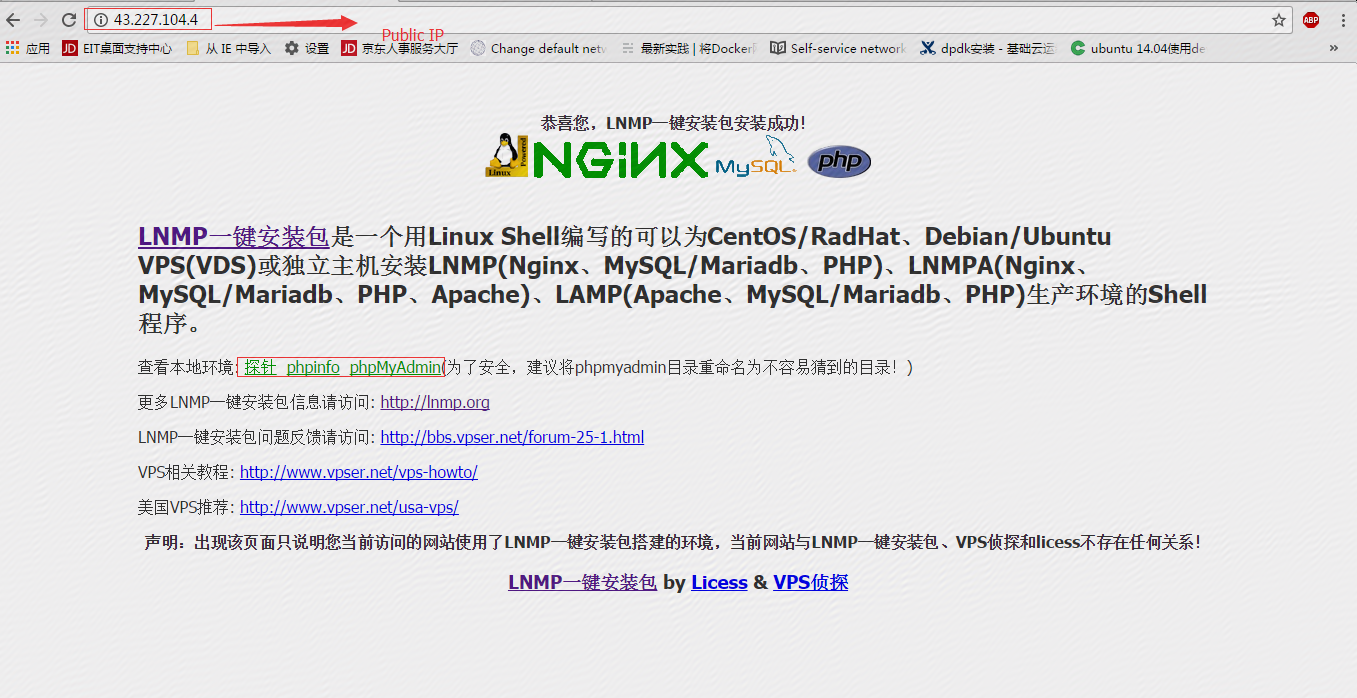 43.227.104.4
Public IP
应用 EIT桌面支持中心 从 IE 中导入 设置 京东人事服务大厅 Change default netw 最新实践 | 将Docker Self-service network dpdk安装 - 基础云运 ubuntu 14.04使用de »
恭喜您，LNMP一键安装包安装成功！
Linux Powered NGiNX MySQL php
LNMP一键安装包是一个用Linux Shell编写的可以为CentOS/RadHat、Debian/Ubuntu
VPS(VDS)或独立主机安装LNMP(Nginx、MySQL/Mariadb、PHP)、LNMPA(Nginx、
MySQL/Mariadb、PHP、Apache)、LAMP(Apache、MySQL/Mariadb、PHP)生产环境的Shell
程序。
查看本地环境: 探针 phpinfo phpMyAdmin(为了安全，建议将phpmyadmin目录重命名为不容易猜到的目录！)
更多LNMP一键安装包信息请访问: http://lnmp.org
LNMP一键安装包问题反馈请访问: http://bbs.vpser.net/forum-25-1.html
VPS相关教程: http://www.vpser.net/vps-howto/
美国VPS推荐: http://www.vpser.net/usa-vps/
声明：出现该页面只说明您当前访问的网站使用了LNMP一键安装包搭建的环境，当前网站与LNMP一键安装包、VPS侦探和licess不存在任何关系！
LNMP一键安装包 by Licess & VPS侦探